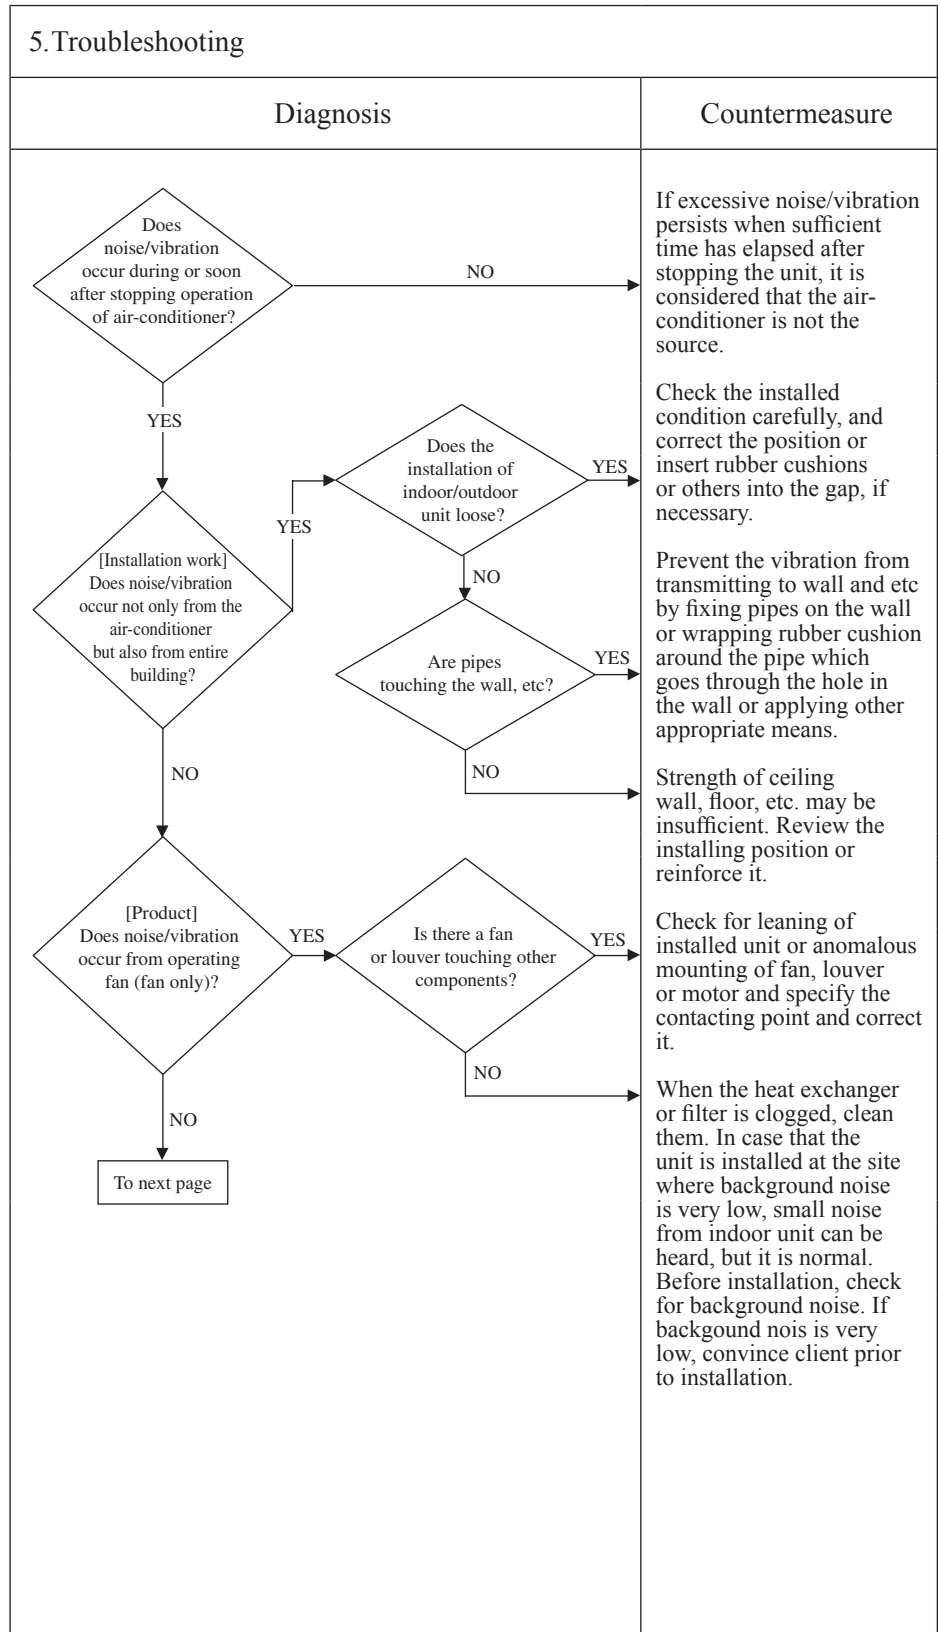 5.Troubleshooting
Diagnosis
Countermeasure
Does
noise/vibration
occur during or soon
after stopping operation
of air-conditioner?
NO
If excessive noise/vibration
persists when sufficient
time has elapsed after
stopping the unit, it is
considered that the air-
conditioner is not the
source.
YES
[Installation work]
Does noise/vibration
occur not only from the
air-conditioner
but also from entire
building?
YES
Does the
installation of
indoor/outdoor
unit loose?
YES
Check the installed
condition carefully, and
correct the position or
insert rubber cushions
or others into the gap, if
necessary.
NO
Are pipes
touching the wall, etc?
YES
Prevent the vibration from
transmitting to wall and etc
by fixing pipes on the wall
or wrapping rubber cushion
around the pipe which
goes through the hole in
the wall or applying other
appropriate means.
NO
Strength of ceiling
wall, floor, etc. may be
insufficient. Review the
installing position or
reinforce it.
NO
[Product]
Does noise/vibration
occur from operating
fan (fan only)?
YES
Is there a fan
or louver touching other
components?
YES
Check for leaning of
installed unit or anomalous
mounting of fan, louver
or motor and specify the
contacting point and correct
it.
NO
When the heat exchanger
or filter is clogged, clean
them. In case that the
unit is installed at the site
where background noise
is very low, small noise
from indoor unit can be
heard, but it is normal.
Before installation, check
for background noise. If
backgound nois is very
low, convince client prior
to installation.
NO
To next page